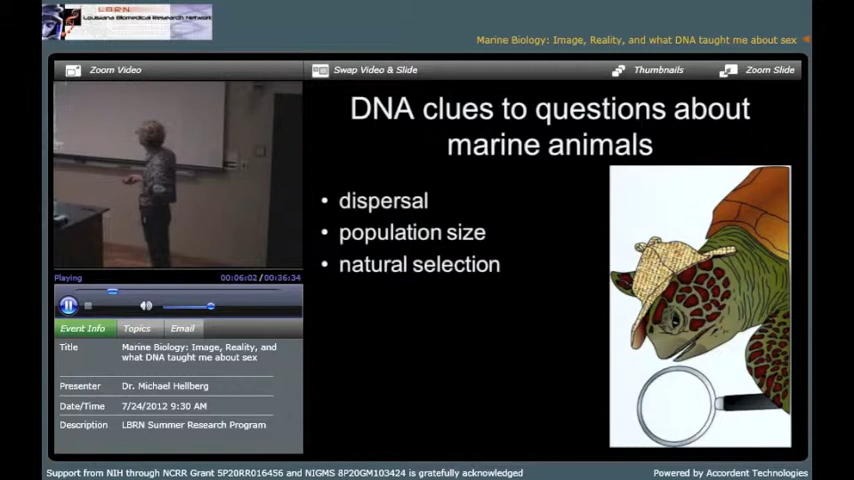 LBRN
Louisiana Biomedical Research Network
Marine Biology: Image, Reality, and what DNA taught me about sex
Zoom Video
Swap Video & Slide
Thumbnails
Zoom Slide
DNA clues to questions about
marine animals
• dispersal
• population size
• natural selection
Playing
00:06:02 / 00:36:34
Event Info
Topics
Email
Title
Marine Biology: Image, Reality, and
what DNA taught me about sex
Presenter
Dr. Michael Hellberg
Date/Time
7/24/2012 9:30 AM
Description
LBRN Summer Research Program
Support from NIH through NCRR Grant 5P20RR016456 and NIGMS 8P20GM103424 is gratefully acknowledged
Powered by Accordent Technologies